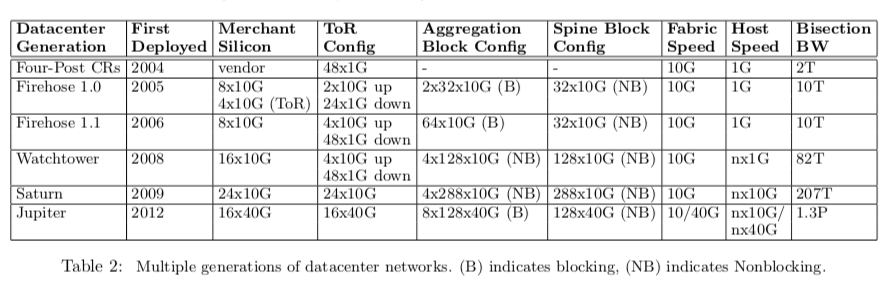 Datacenter First Merchant ToR Aggregation Spine Block Fabric Host Bisection
Generation Deployed Silicon Config Block Config Config Speed Speed BW
Four-Post CRs 2004 vendor 48x1G - - 10G 1G 2T
Firehose 1.0 2005 8x10G 2x10G up 2x32x10G (B) 32x10G (NB) 10G 1G 10T
4x10G (ToR) 24x1G down
Firehose 1.1 2006 8x10G 4x10G up 64x10G (B) 32x10G (NB) 10G 1G 10T
48x1G down
Watchtower 2008 16x10G 4x10G up 4x128x10G (NB) 128x10G (NB) 10G nx1G 82T
48x1G down
Saturn 2009 24x10G 24x10G 4x288x10G (NB) 288x10G (NB) 10G nx10G 207T
Jupiter 2012 16x40G 16x40G 8x128x40G (B) 128x40G (NB) 10/40G nx10G/ 1.3P
nx40G
Table 2: Multiple generations of datacenter networks. (B) indicates blocking, (NB) indicates Nonblocking.